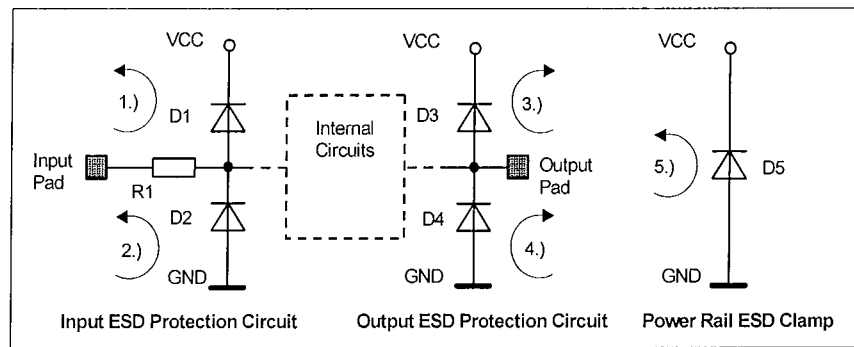 VCC
1.)
D1
Input
Pad
R1
D2
2.)
GND
Internal
Circuits
VCC
D3
3.)
Output
Pad
D4
4.)
GND
VCC
5.)
D5
GND
Input ESD Protection Circuit
Output ESD Protection Circuit
Power Rail ESD Clamp